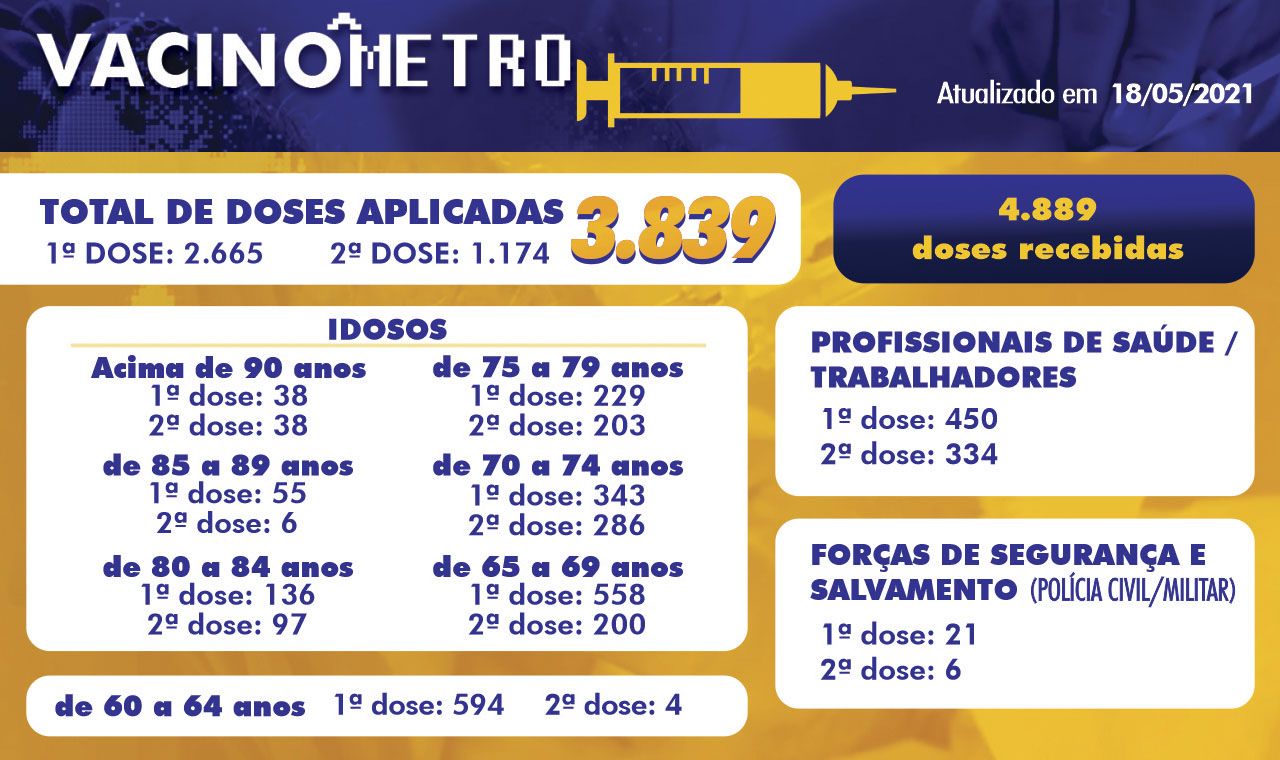 VACINÔMETRO
Atualizado em 18/05/2021
TOTAL DE DOSES APLICADAS 3.839
1ª DOSE: 2.665 2ª DOSE: 1.174
4.889
doses recebidas
IDOSOS
Acima de 90 anos
1ª dose: 38
2ª dose: 38
de 85 a 89 anos
1ª dose: 55
2ª dose: 6
de 80 a 84 anos
1ª dose: 136
2ª dose: 97
de 75 a 79 anos
1ª dose: 229
2ª dose: 203
de 70 a 74 anos
1ª dose: 343
2ª dose: 286
de 65 a 69 anos
1ª dose: 558
2ª dose: 200
de 60 a 64 anos 1ª dose: 594 2ª dose: 4
PROFISSIONAIS DE SAÚDE /
TRABALHADORES
1ª dose: 450
2ª dose: 334
FORÇAS DE SEGURANÇA E
SALVAMENTO (POLÍCIA CIVIL/MILITAR)
1ª dose: 21
2ª dose: 6